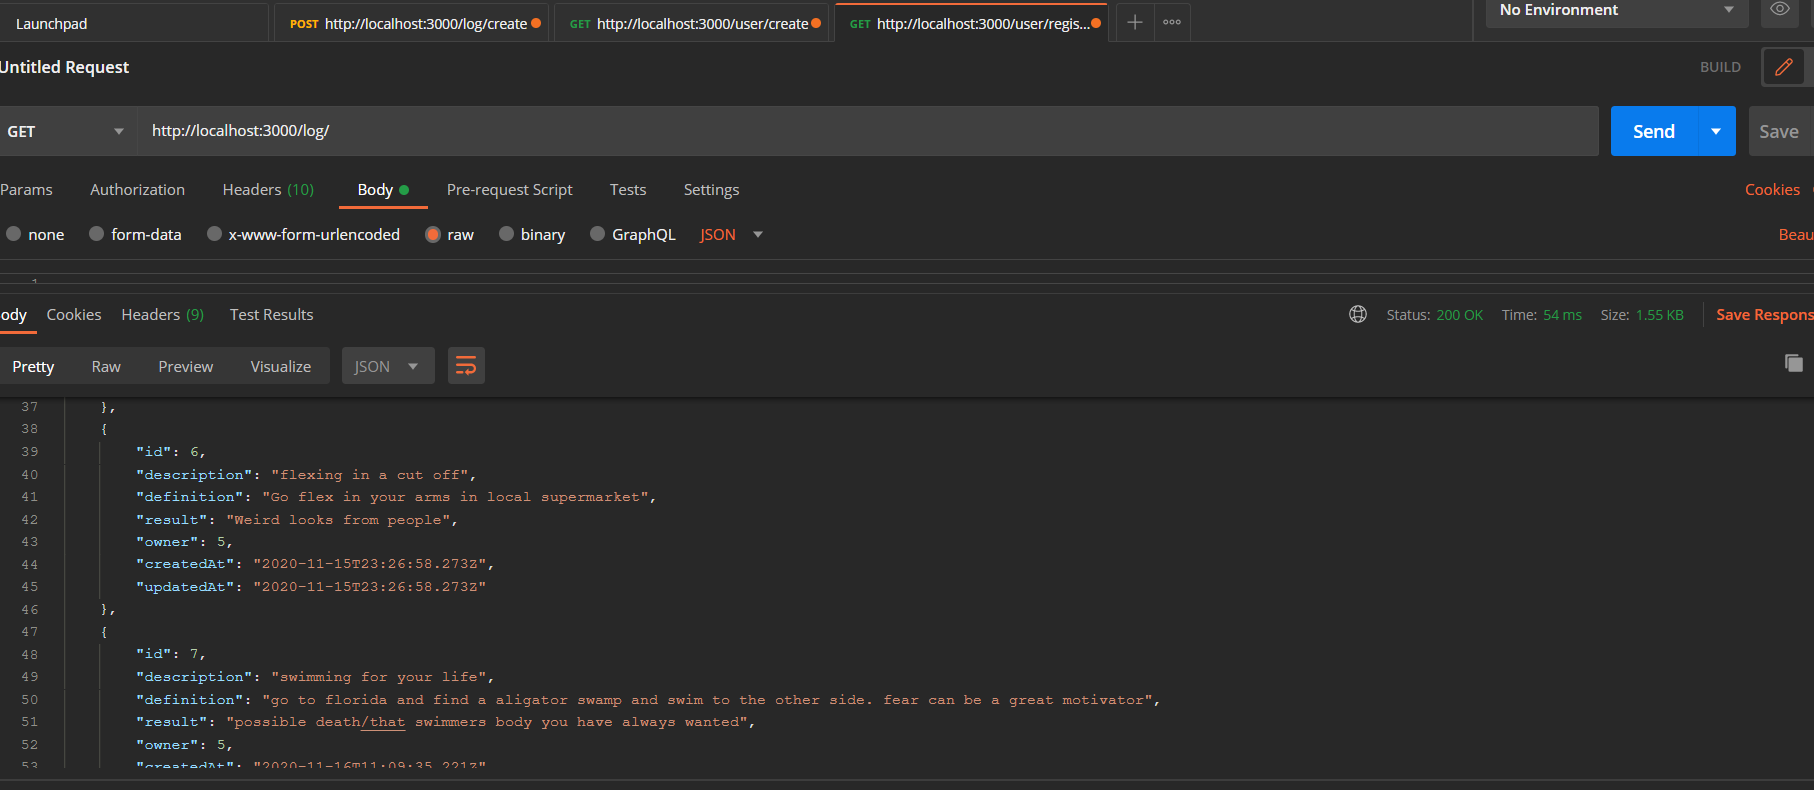 Launchpad POST http://localhost:3000/log/create GET http://localhost:3000/user/create GET http://localhost:3000/user/regis... No Environment
Untitled Request BUILD
GET http://localhost:3000/log/ Send Save
Params Authorization Headers (10) Body Pre-request Script Tests Settings Cookies
none form-data x-www-form-urlencoded raw binary GraphQL JSON Beau
1
ody Cookies Headers (9) Test Results Status: 200 OK Time: 54 ms Size: 1.55 KB Save Respons
Pretty Raw Preview Visualize JSON
37 },
38 {
39 "id": 6,
40 "description": "flexing in a cut off",
41 "definition": "Go flex in your arms in local supermarket",
42 "result": "Weird looks from people",
43 "owner": 5,
44 "createdAt": "2020-11-15T23:26:58.273Z",
45 "updatedAt": "2020-11-15T23:26:58.273Z"
46 },
47 {
48 "id": 7,
49 "description": "swimming for your life",
50 "definition": "go to florida and find a aligator swamp and swim to the other side. fear can be a great motivator",
51 "result": "possible death/that swimmers body you have always wanted",
52 "owner": 5,
53 "createdAt": "2020-11-16T11:09:35.221Z"